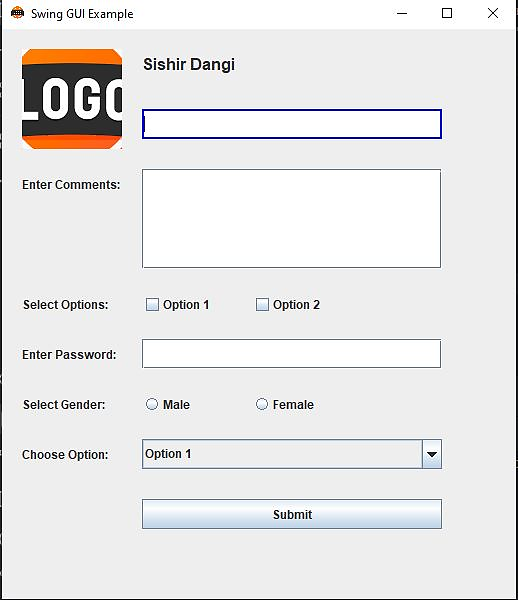 Swing GUI Example
LOGO
Sishir Dangi
Enter Comments:
Select Options: Option 1 Option 2
Enter Password:
Select Gender: Male Female
Choose Option: Option 1
Submit